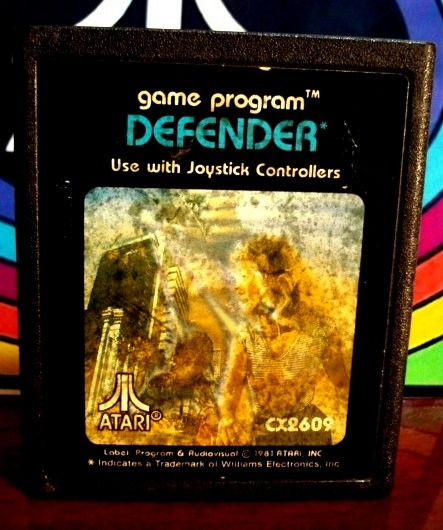 game program™
DEFENDER*
Use with Joystick Controllers
ATARI®
CX2609
Label, Program & Audiovisual © 1981 ATARI, INC
* Indicates a Trademark of Williams Electronics, Inc